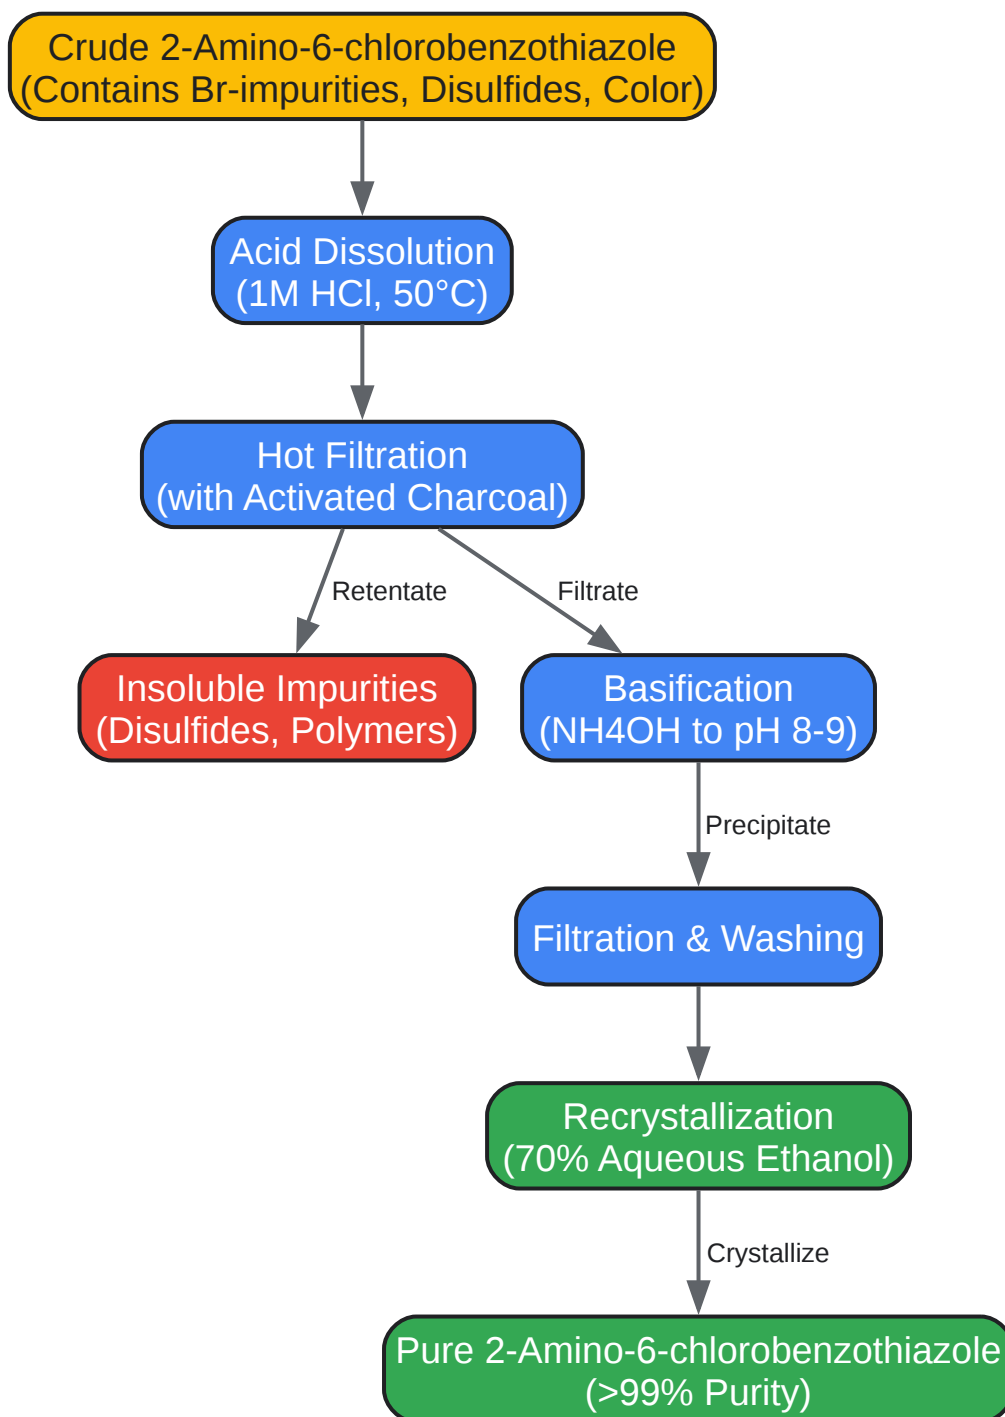 Crude 2-Amino-6-chlorobenzothiazole
(Contains Br-impurities, Disulfides, Color)
Acid Dissolution
(1M HCl, 50°C)
Hot Filtration
(with Activated Charcoal)
Retentate
Filtrate
Insoluble Impurities
(Disulfides, Polymers)
Basification
(NH4OH to pH 8-9)
Precipitate
Filtration & Washing
Recrystallization
(70% Aqueous Ethanol)
Crystallize
Pure 2-Amino-6-chlorobenzothiazole
(>99% Purity)